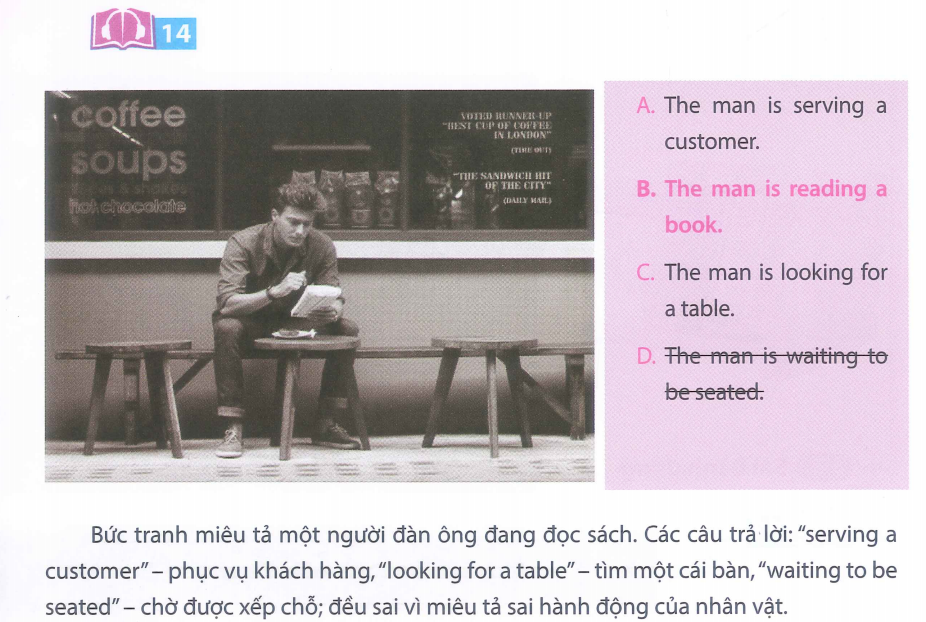 14
coffee
soups
& shakes
hot chocolate
VOTED RUNNER-UP
"BEST CUP OF COFFEE
IN LONDON"
(TIME OUT)
"THE SANDWICH HIT
OF THE CITY"
(DAILY MAIL)
A. The man is serving a
customer.
B. The man is reading a
book.
C. The man is looking for
a table.
D. The man is waiting to
be seated.
Bức tranh miêu tả một người đàn ông đang đọc sách. Các câu trả lời: “serving a
customer” – phục vụ khách hàng, “looking for a table” – tìm một cái bàn, “waiting to be
seated” – chờ được xếp chỗ; đều sai vì miêu tả sai hành động của nhân vật.